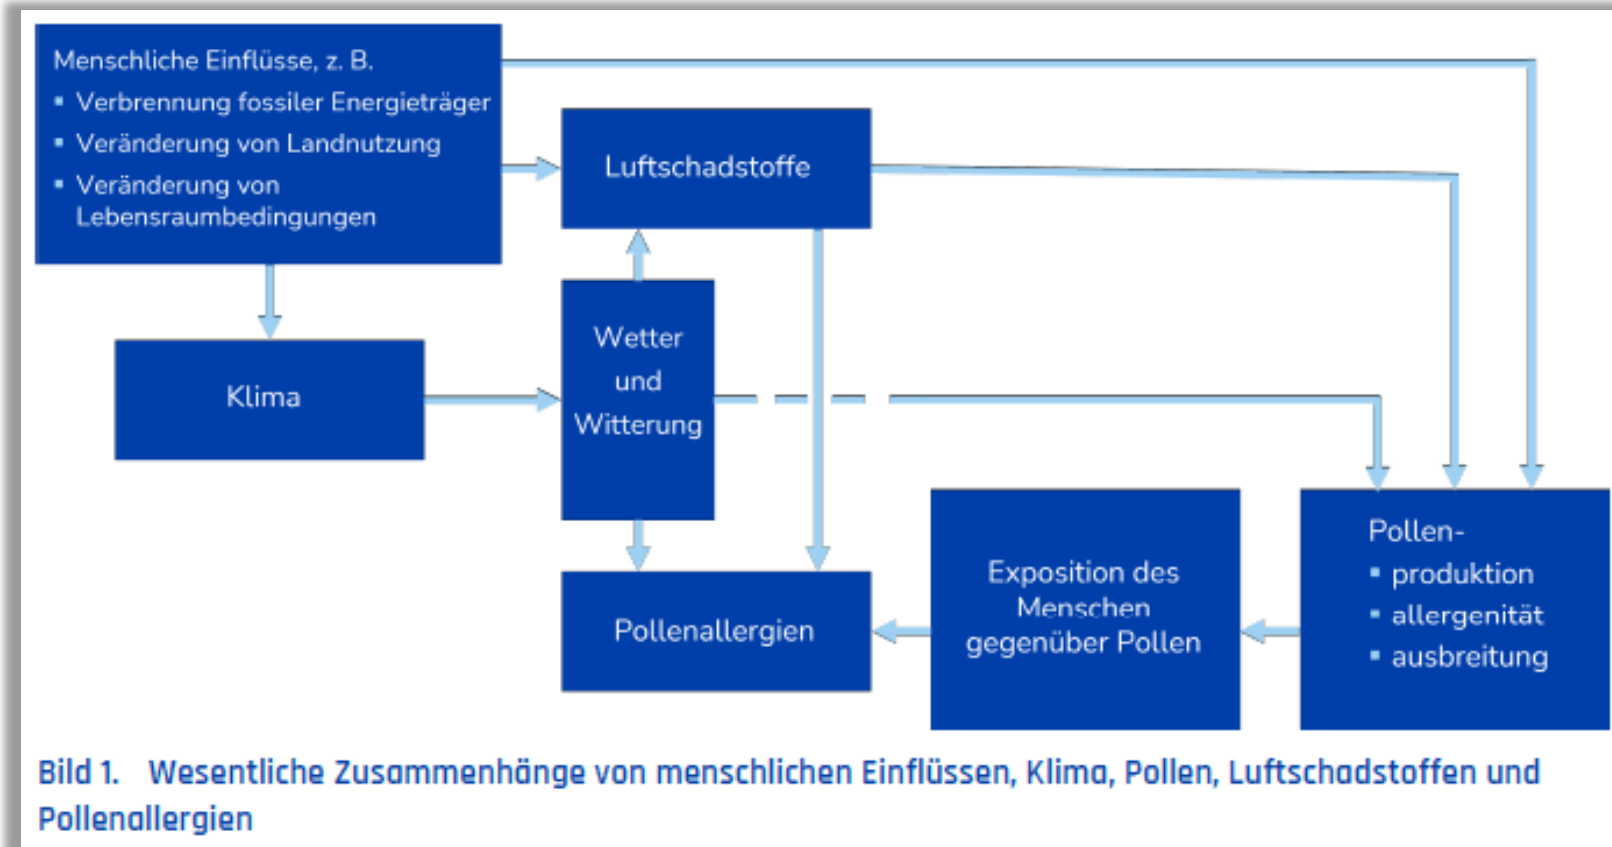 Menschliche Einflüsse, z. B.
▪ Verbrennung fossiler Energieträger
▪ Veränderung von Landnutzung
▪ Veränderung von
Lebensraumbedingungen
Luftschadstoffe
Klima
Wetter
und
Witterung
Pollenallergien
Exposition des
Menschen
gegenüber Pollen
Pollen-
▪ produktion
▪ allergenität
▪ ausbreitung
Bild 1. Wesentliche Zusammenhänge von menschlichen Einflüssen, Klima, Pollen, Luftschadstoffen und
Pollenallergien